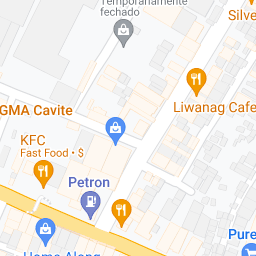 Temporariamente
fechado
Silve
Liwanag Cafe
GMA Cavite
KFC
Fast Food • $
Petron
Pure
Home Along